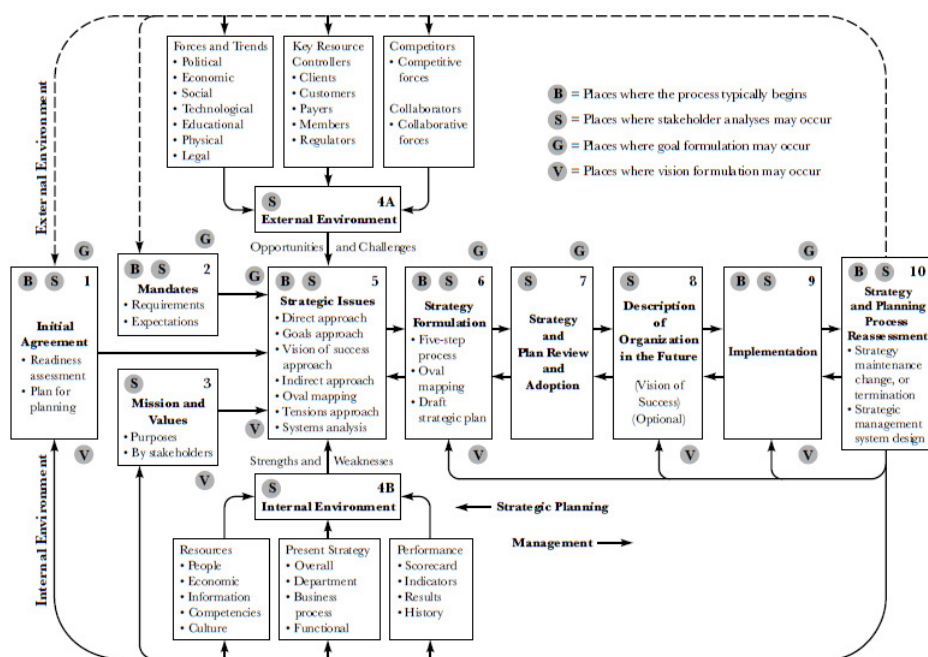 Forces and Trends
• Political
• Economic
• Social
• Technological
• Educational
• Physical
• Legal
Key Resource
Controllers
• Clients
• Customers
• Payers
• Members
• Regulators
Competitors
• Competitive
forces
Collaborators
• Collaborative
forces
B = Places where the process typically begins
S = Places where stakeholder analyses may occur
G = Places where goal formulation may occur
V = Places where vision formulation may occur
External Environment
S 4A
External Environment
Opportunities and Challenges
G
B S 1
Initial
Agreement
• Readiness
assessment
• Plan for
planning
V
G
B S 2
Mandates
• Requirements
• Expectations
S 3
Mission and
Values
• Purposes
• By stakeholders
V
G
B S 5
Strategic Issues
• Direct approach
• Goals approach
• Vision of success
approach
• Indirect approach
• Oval mapping
• Tensions approach
• Systems analysis
V
G
B S 6
Strategy
Formulation
• Five-step
process
• Oval
mapping
• Draft
strategic plan
V
G
S 7
Strategy
and
Plan Review
and
Adoption
S 8
Description of
Organization
in the Future
(Vision of
Success)
(Optional)
V
G
B S 9
Implementation
V
B S 10
Strategy
and Planning
Process
Reassessment
• Strategy
maintenance
change, or
termination
• Strategic
management
system design
Strengths and Weaknesses
S 4B
Internal Environment
Strategic Planning
Management
Internal Environment
Resources
• People
• Economic
• Information
• Competencies
• Culture
Present Strategy
• Overall
• Department
• Business
process
• Functional
Performance
• Scorecard
• Indicators
• Results
• History